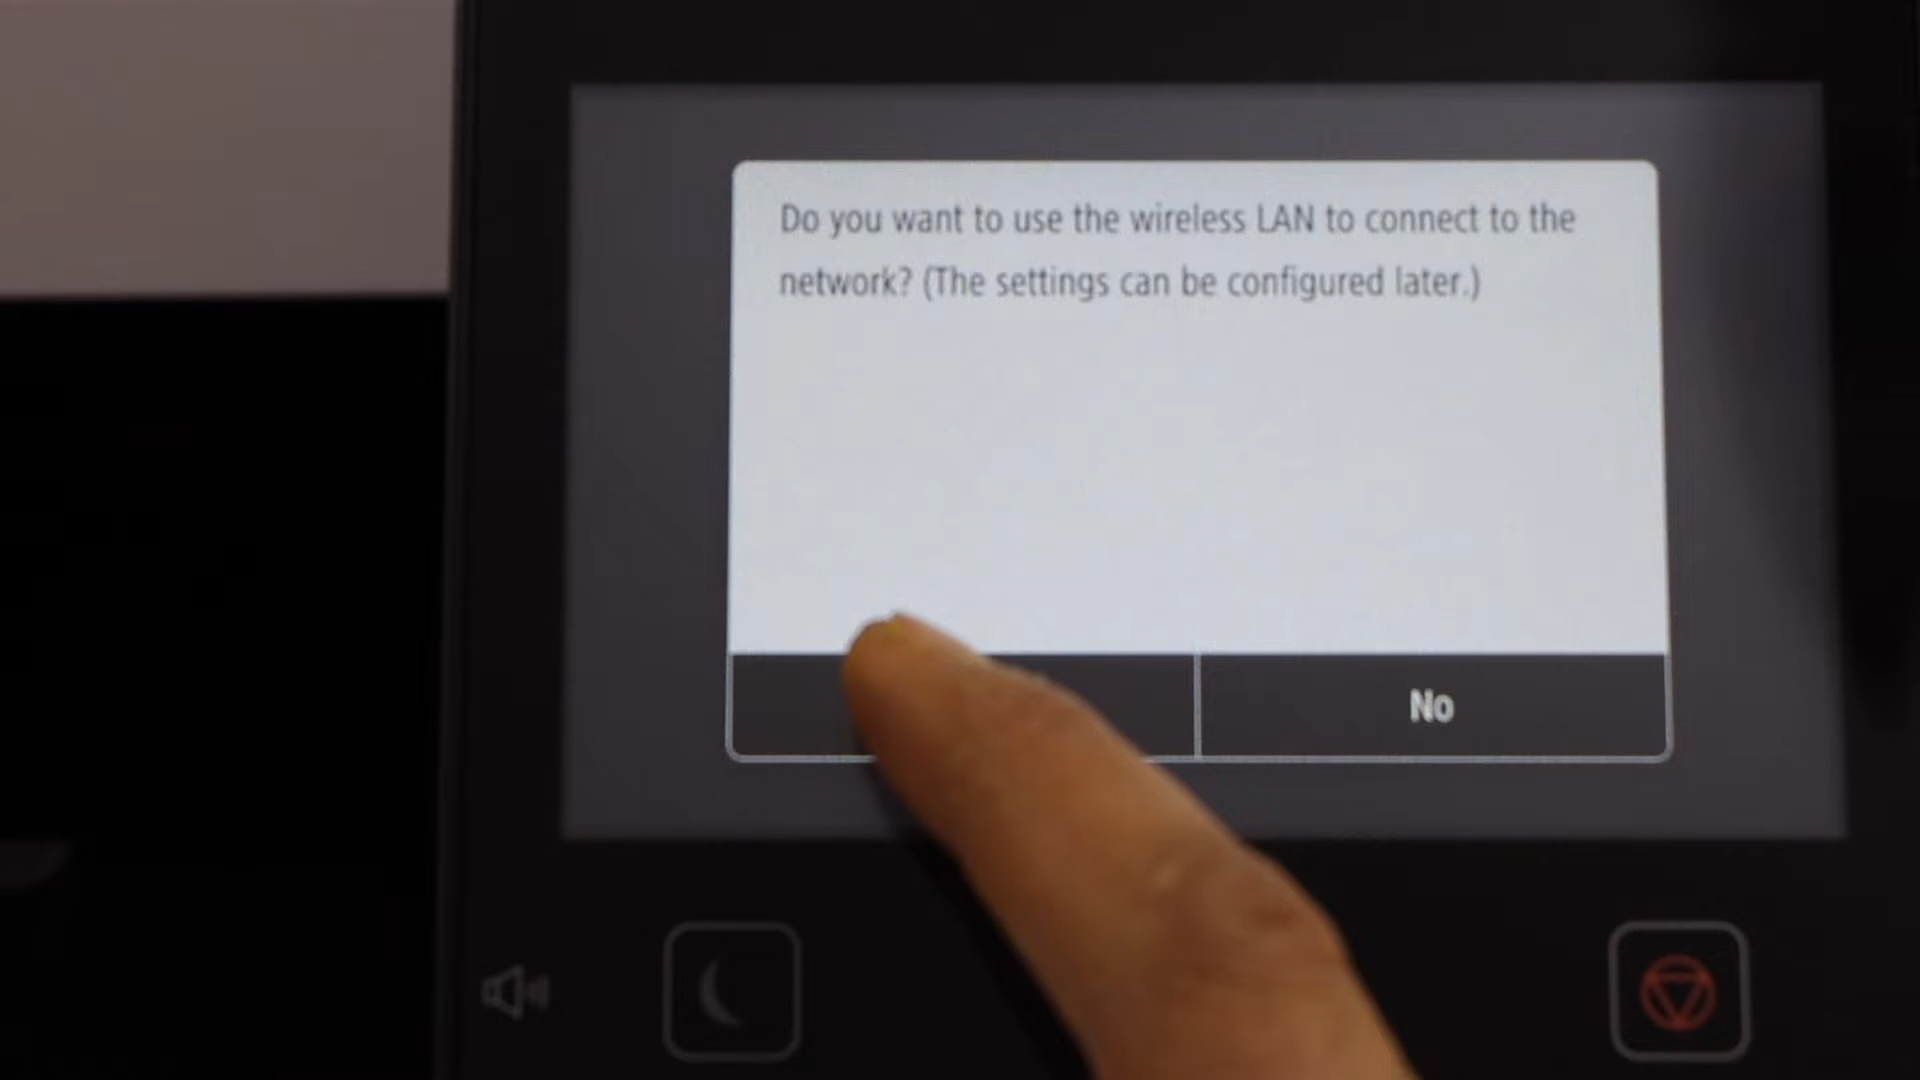 Do you want to use the wireless LAN to connect to the
network? (The settings can be configured later.)
No